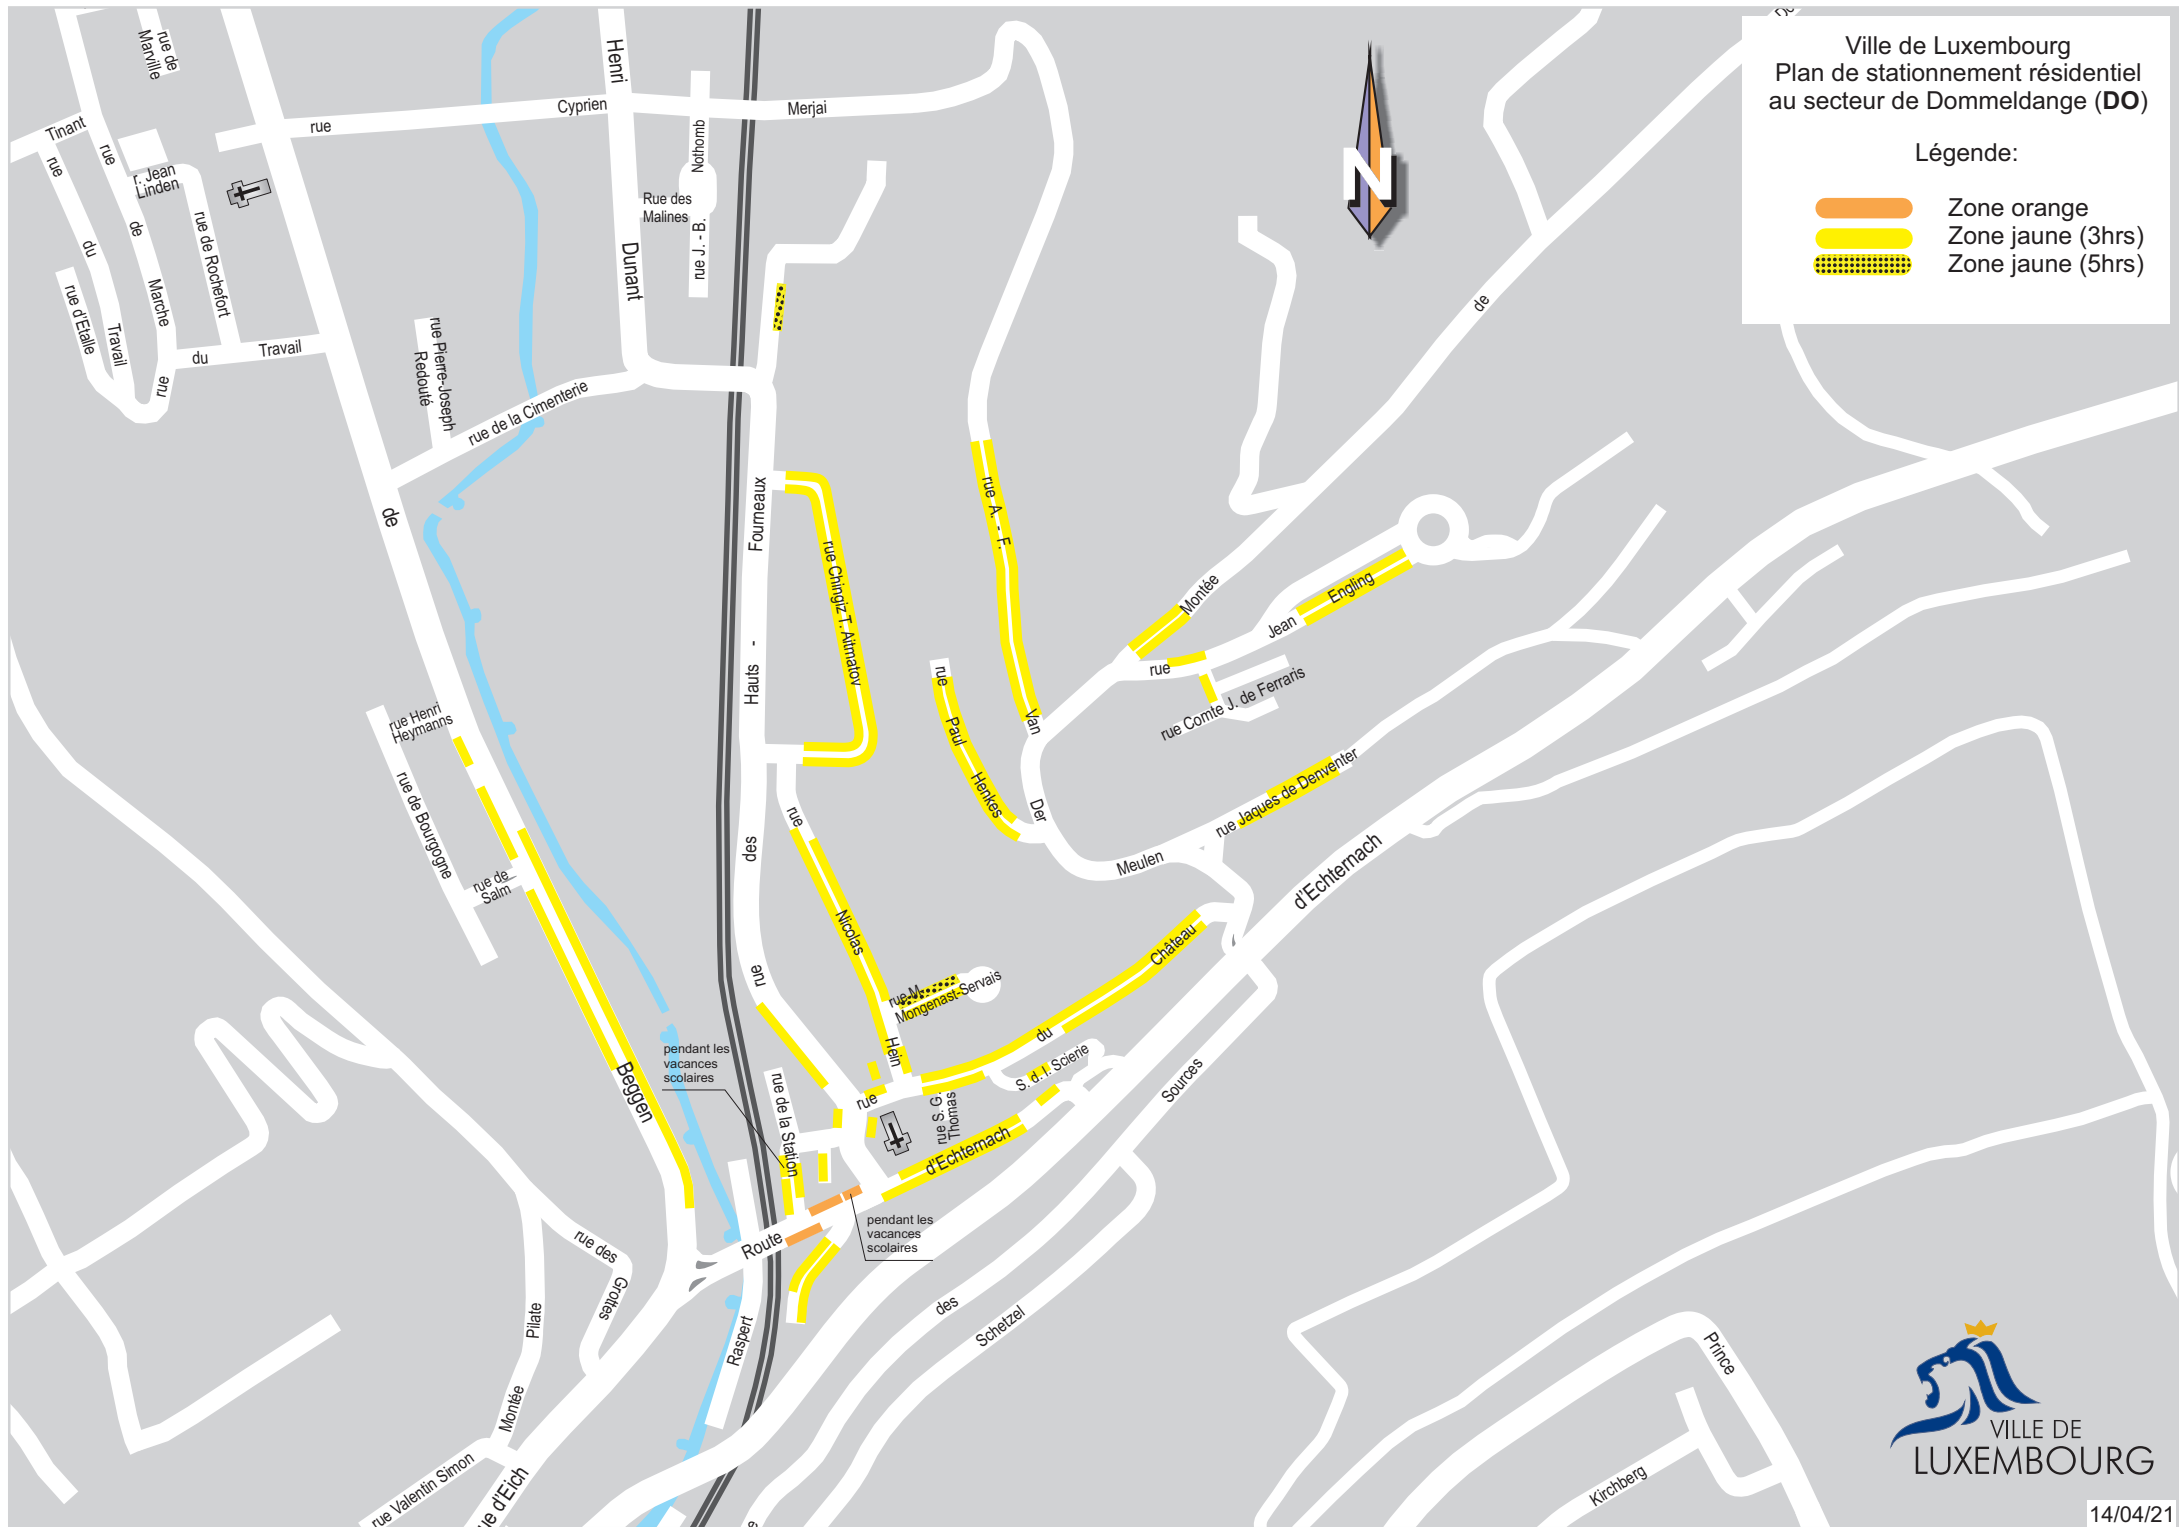 Ville de Luxembourg
Plan de stationnement résidentiel
au secteur de Dommeldange (DO)
Légende:
Zone orange
Zone jaune (3hrs)
Zone jaune (5hrs)
N
rue de
Manville
Tinant
rue
du
Travail
rue
de
Marche
r. Jean
Linden
rue de Rochefort
rue d'Etalle
rue
du
Travail
rue
Cyprien
Merjai
Henri
Dunant
Rue des
Malines
rue J. - B.
Nothomb
rue Pierre-Joseph
Redouté
rue de la Cimenterie
de
Beggen
rue Henri
Heymanns
rue de Bourgogne
rue de
Salm
rue
des
Hauts
-
Fourneaux
rue Chingiz T. Aitmatov
rue
Nicolas
Hein
rue M.
Mongenast-Servais
rue
Paul
Henkes
rue A. - F.
Van
Der
Meulen
Montée
de
rue
Jean
Engling
rue Comte J. de Ferraris
rue Jaques de Denventer
d'Echternach
rue
du
Château
S. d. l. Scierie
rue S. G.
Thomas
d'Echternach
Route
rue de la Station
pendant les
vacances
scolaires
pendant les
vacances
scolaires
Raspert
Sources
des
Schetzel
rue des
Grottes
Montée
Pilate
rue Valentin Simon
d'Eich
Prince
Kirchberg
VILLE DE
LUXEMBOURG
14/04/21